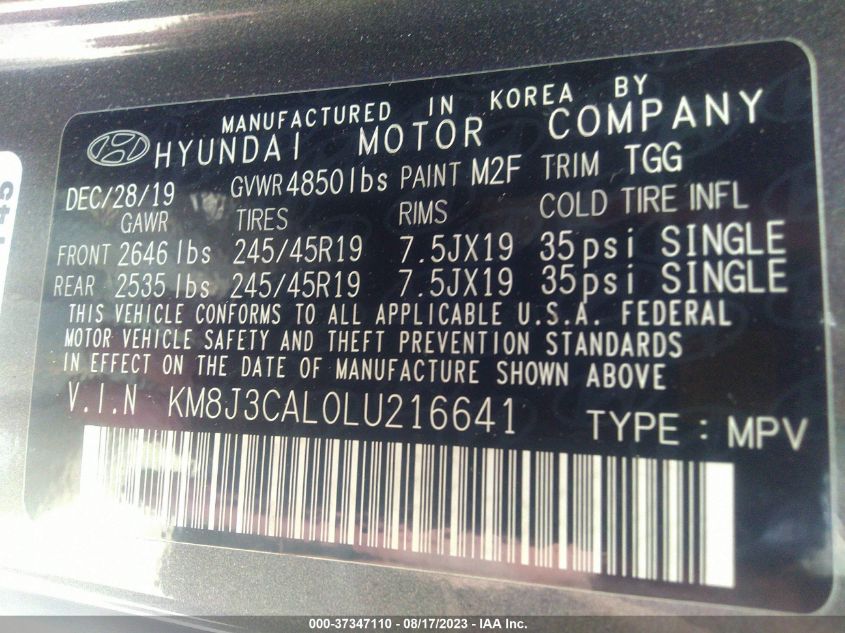 MANUFACTURED IN KOREA BY
HYUNDAI MOTOR COMPANY
DEC/28/19 GVWR 4850 lbs PAINT M2F TRIM TGG
GAWR TIRES RIMS COLD TIRE INFL
FRONT 2646 lbs 245/45R19 7.5JX19 35psi SINGLE
REAR 2535 lbs 245/45R19 7.5JX19 35psi SINGLE
THIS VEHICLE CONFORMS TO ALL APPLICABLE U.S.A. FEDERAL
MOTOR VEHICLE SAFETY AND THEFT PREVENTION STANDARDS
IN EFFECT ON THE DATE OF MANUFACTURE SHOWN ABOVE
V.I.N KM8J3CAL0LU216641 TYPE : MPV
000-37347110 - 08/17/2023 - IAA Inc.